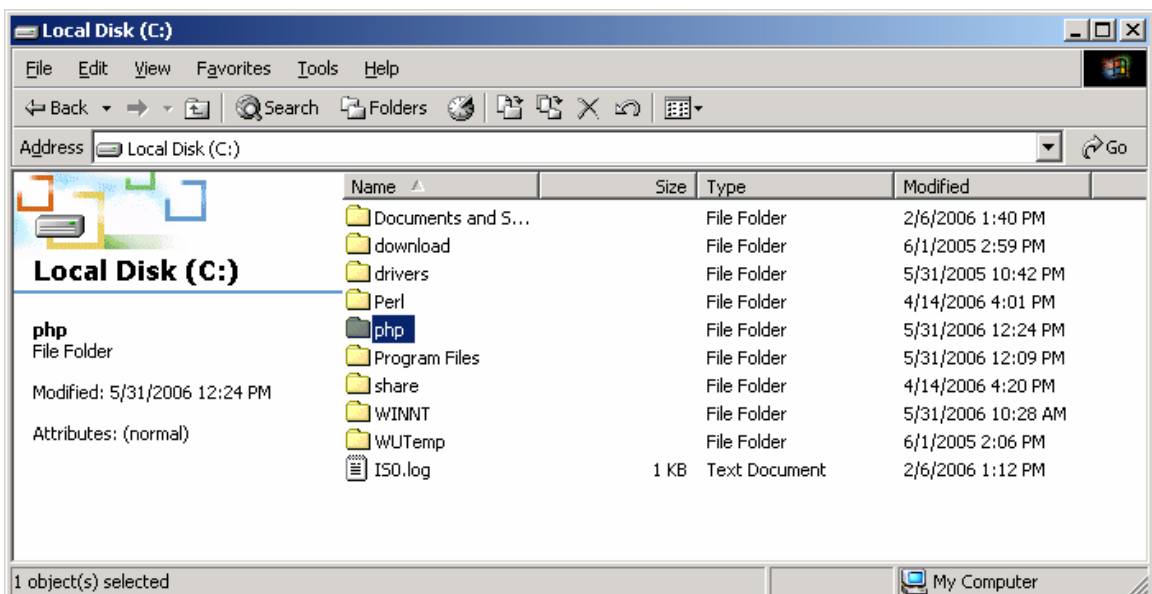 Local Disk (C:)
File Edit View Favorites Tools Help
Back Search Folders
Address Local Disk (C:) Go
Name Size Type Modified
Documents and S... File Folder 2/6/2006 1:40 PM
download File Folder 6/1/2005 2:59 PM
drivers File Folder 5/31/2005 10:42 PM
Perl File Folder 4/14/2006 4:01 PM
php File Folder 5/31/2006 12:24 PM
Program Files File Folder 5/31/2006 12:09 PM
share File Folder 4/14/2006 4:20 PM
WINNT File Folder 5/31/2006 10:28 AM
WUTemp File Folder 6/1/2005 2:06 PM
IS0.log 1 KB Text Document 2/6/2006 1:12 PM
Local Disk (C:)
php
File Folder
Modified: 5/31/2006 12:24 PM
Attributes: (normal)
1 object(s) selected My Computer